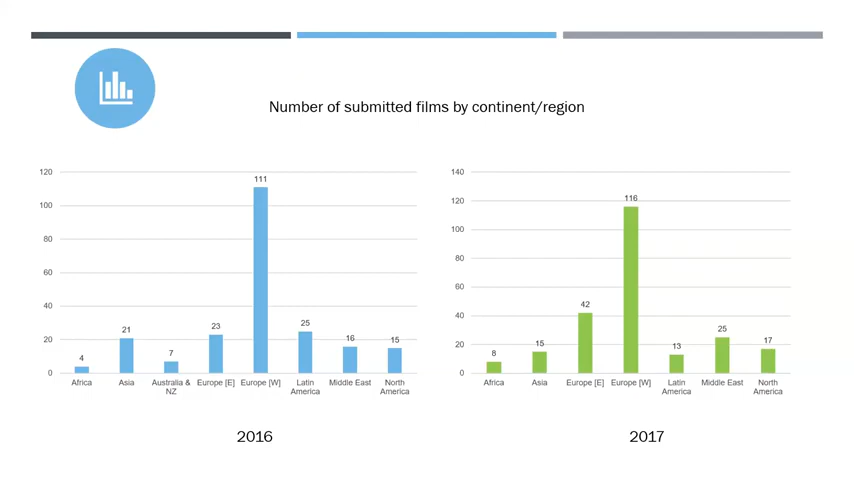 Number of submitted films by continent/region
120
100
80
60
40
20
0
4
21
7
23
111
25
16
15
Africa
Asia
Australia &
NZ
Europe [E]
Europe [W]
Latin
America
Middle East
North
America
2016
140
120
100
80
60
40
20
0
8
15
42
116
13
25
17
Africa
Asia
Europe [E]
Europe [W]
Latin
America
Middle East
North
America
2017